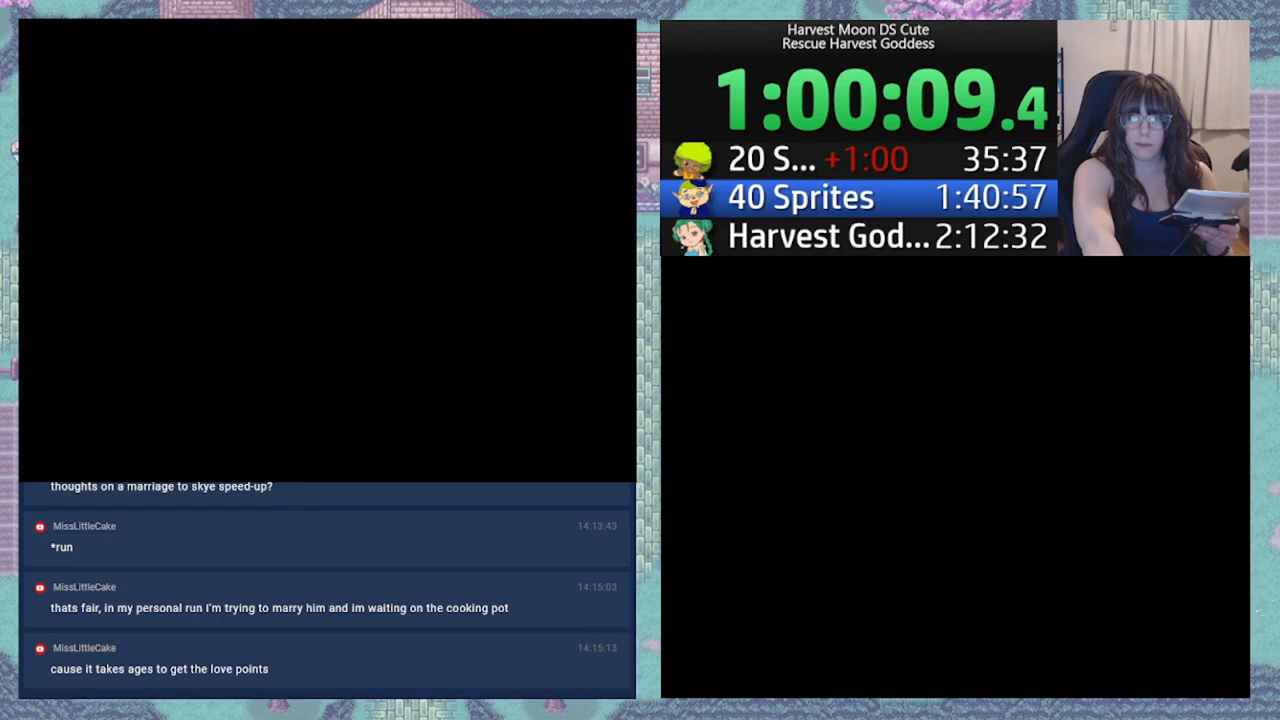 Harvest Moon DS Cute
Rescue Harvest Goddess
1:00:09.4
20 S... +1:00 35:37
40 Sprites 1:40:57
Harvest God... 2:12:32
thoughts on a marriage to skye speed-up?
MissLittleCake 14:13:43
*run
MissLittleCake 14:15:03
thats fair, in my personal run I'm trying to marry him and im waiting on the cooking pot
MissLittleCake 14:15:13
cause it takes ages to get the love points